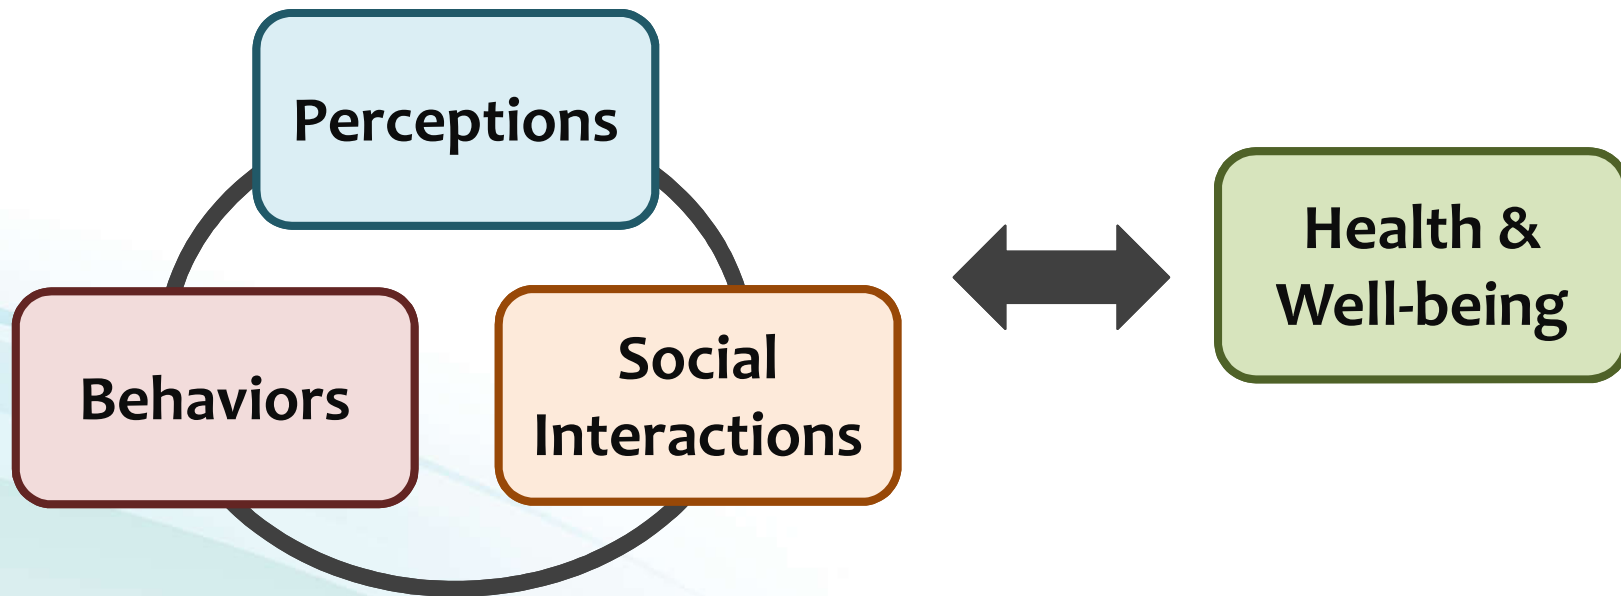 Perceptions
Behaviors
Social
Interactions
Health &
Well-being